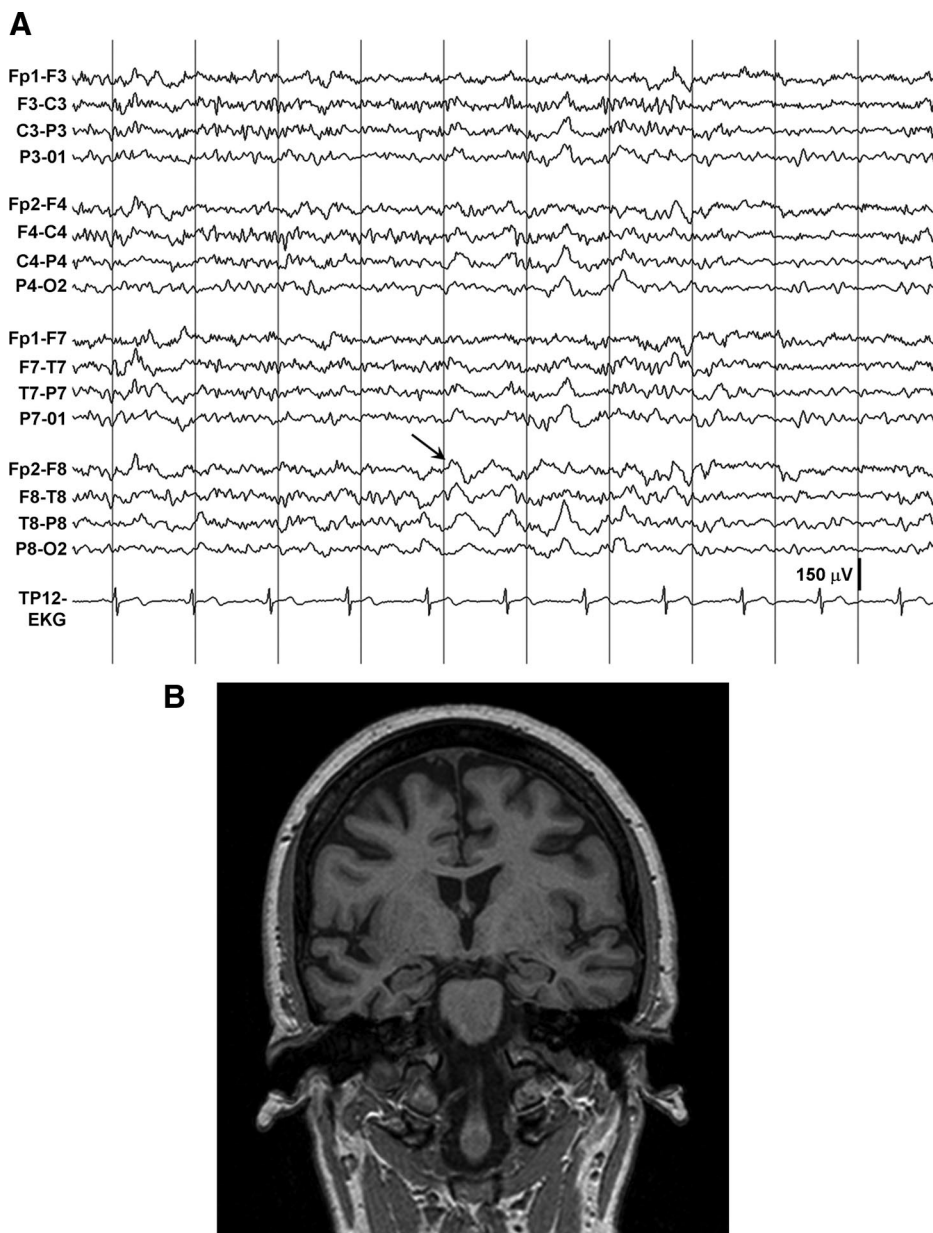 A
Fp1-F3
F3-C3
C3-P3
P3-01
Fp2-F4
F4-C4
C4-P4
P4-O2
Fp1-F7
F7-T7
T7-P7
P7-01
Fp2-F8
F8-T8
T8-P8
P8-O2
150 μV
TP12-
EKG
B